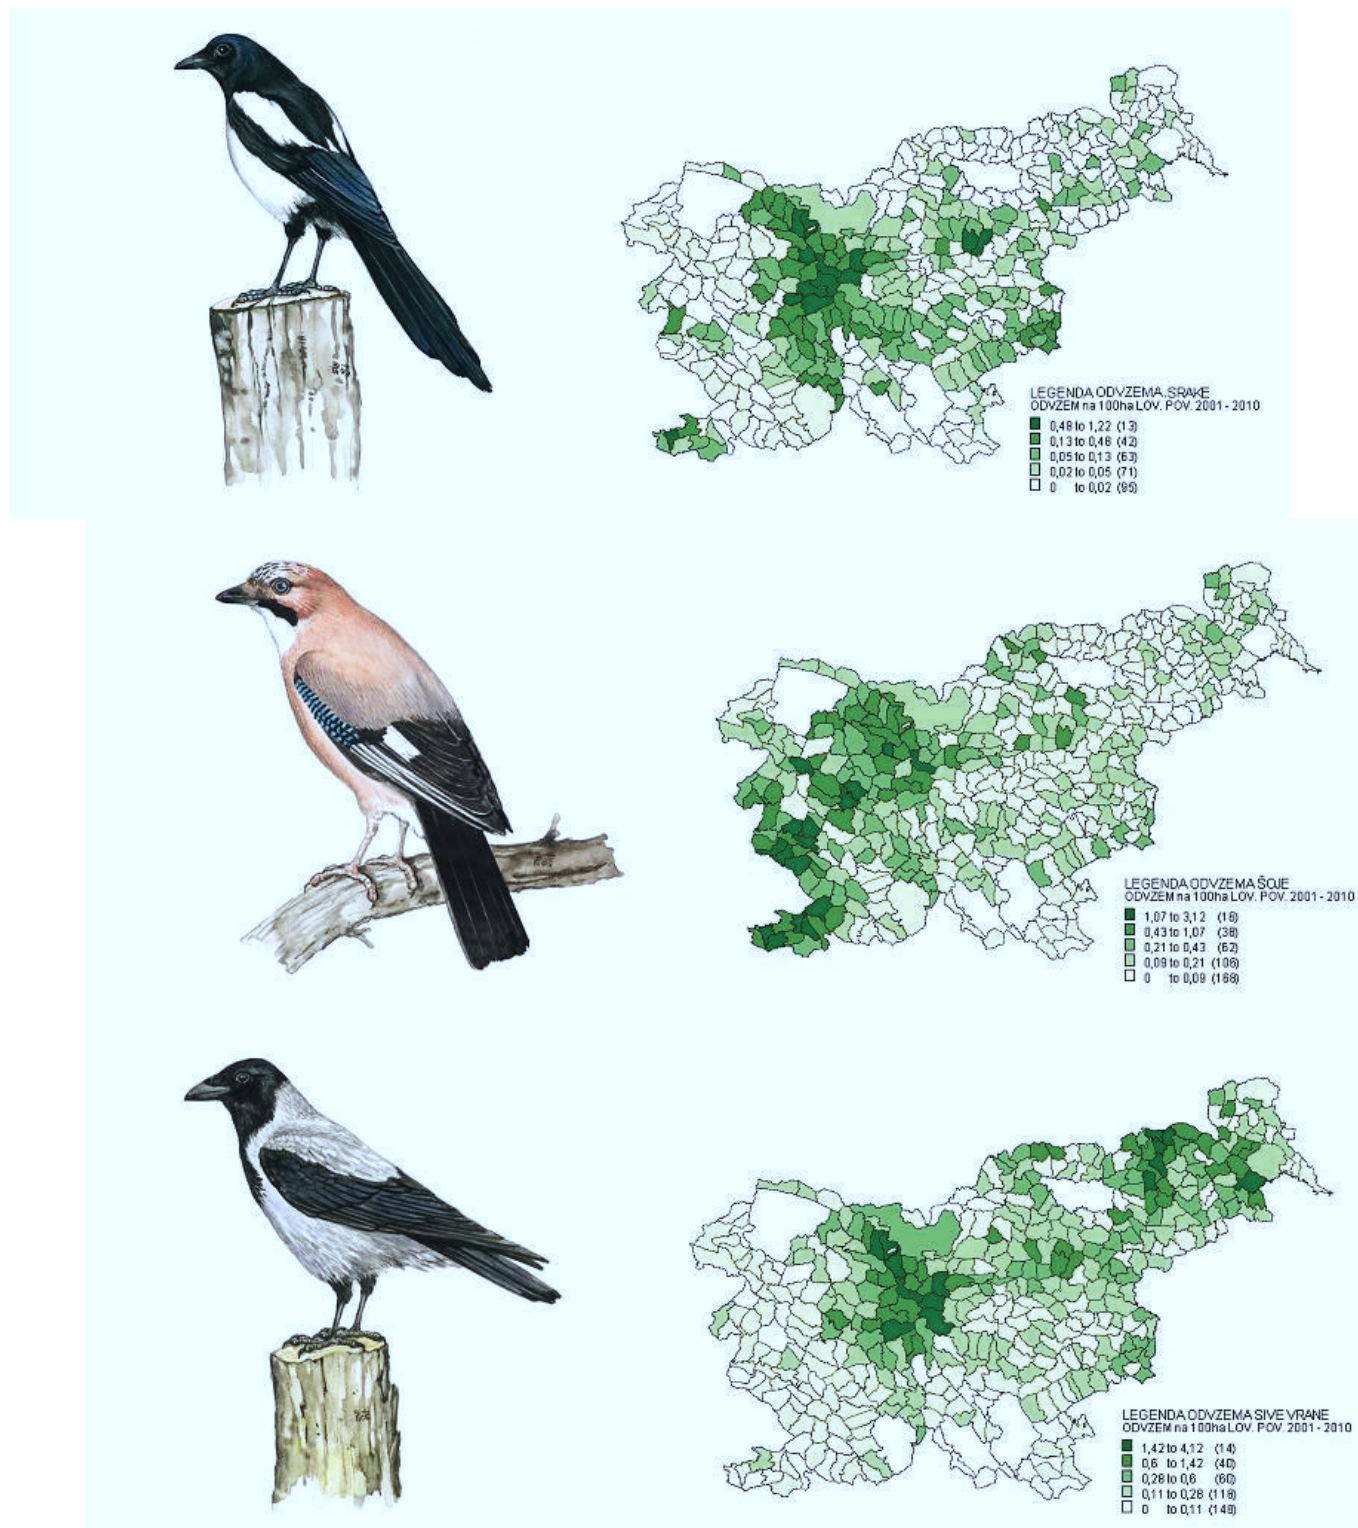 LEGENDA ODVZEMA SRAKE
ODVZEM na 100ha LOV. POV. 2001 - 2010
0,48 to 1,22 (13)
0,13 to 0,48 (42)
0,05 to 0,13 (63)
0,02 to 0,05 (71)
0 to 0,02 (95)
LEGENDA ODVZEMA ŠOJE
ODVZEM na 100ha LOV. POV. 2001 - 2010
1,07 to 3,12 (16)
0,43 to 1,07 (38)
0,21 to 0,43 (62)
0,09 to 0,21 (106)
0 to 0,09 (168)
LEGENDA ODVZEMA SIVE VRANE
ODVZEM na 100ha LOV. POV. 2001 - 2010
1,42 to 4,12 (14)
0,6 to 1,42 (40)
0,28 to 0,6 (60)
0,11 to 0,28 (118)
0 to 0,11 (148)